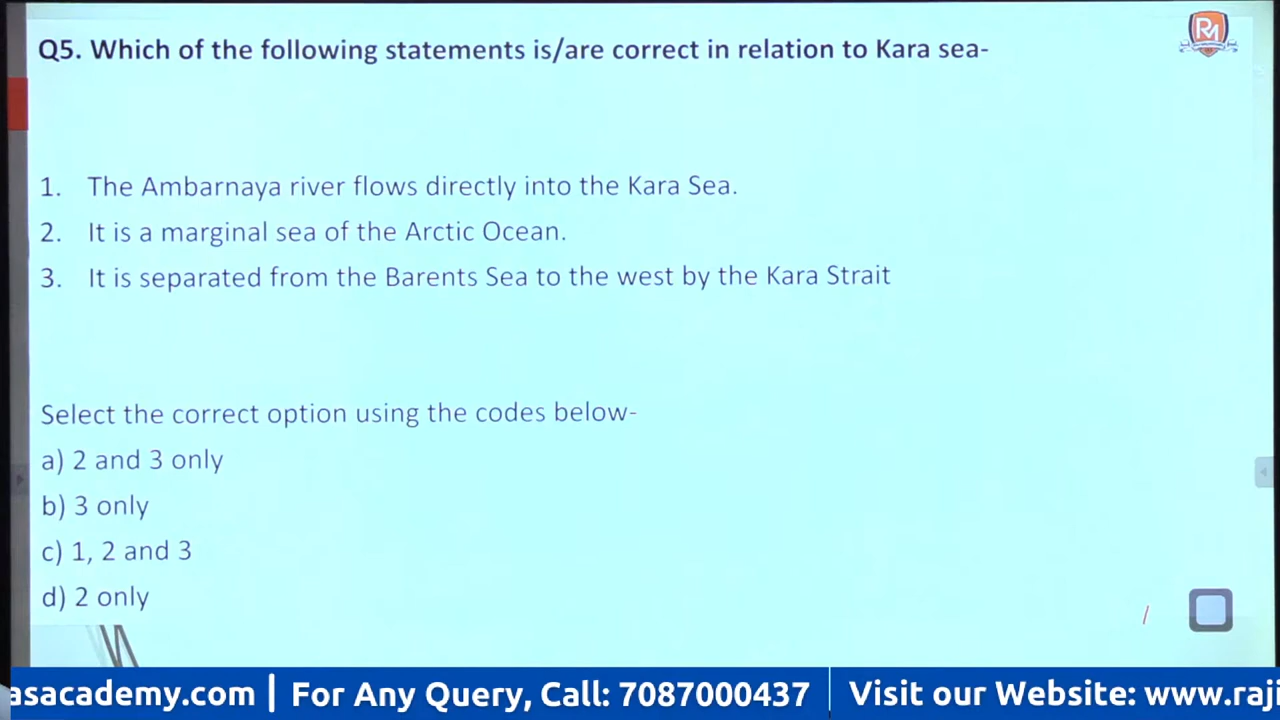 Q5. Which of the following statements is/are correct in relation to Kara sea-
RA
1. The Ambarnaya river flows directly into the Kara Sea.
2. It is a marginal sea of the Arctic Ocean.
3. It is separated from the Barents Sea to the west by the Kara Strait
Select the correct option using the codes below-
a) 2 and 3 only
b) 3 only
c) 1, 2 and 3
d) 2 only
asacademy.com | For Any Query, Call: 7087000437 | Visit our Website: www.raji